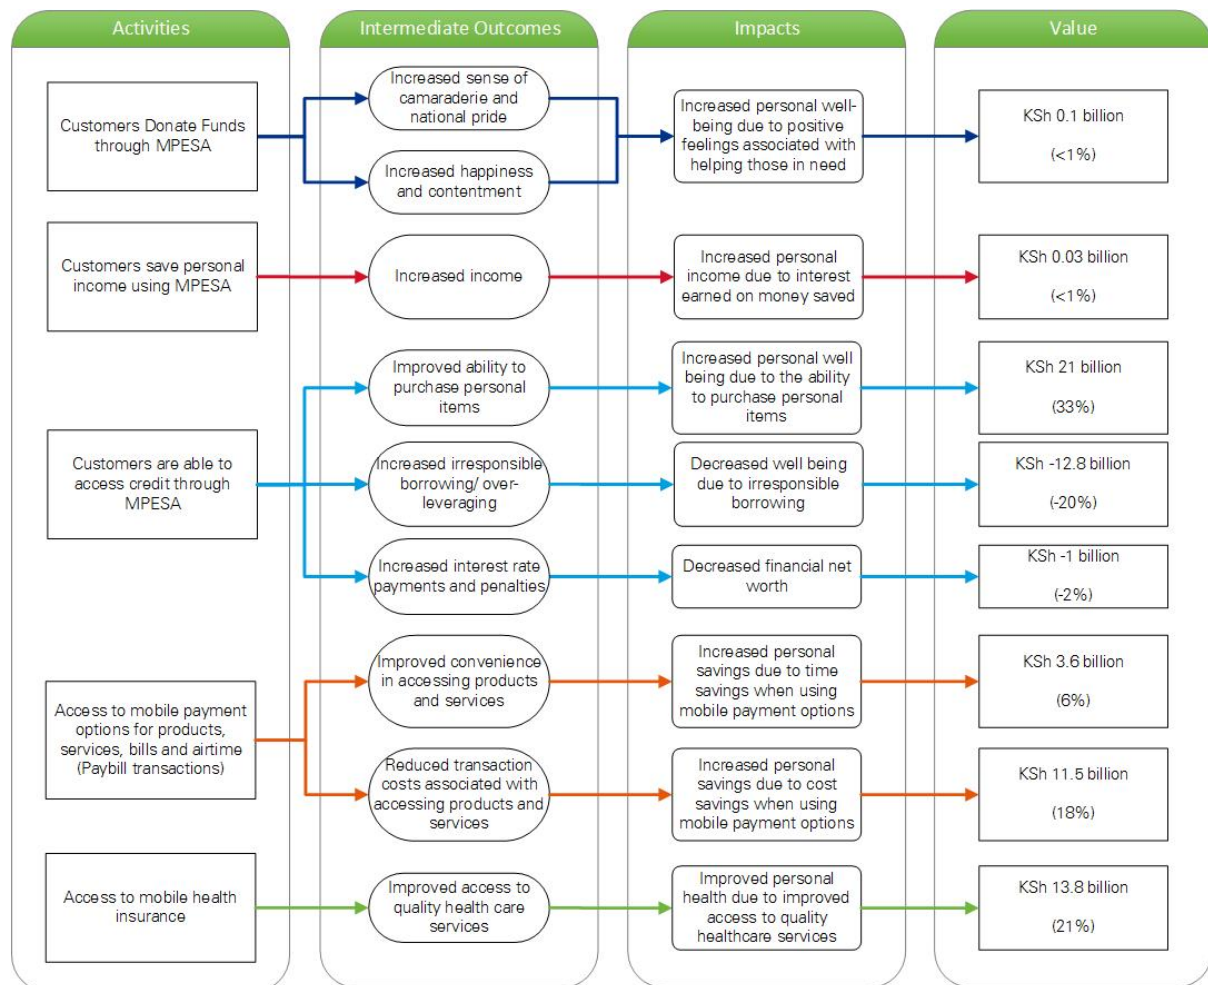 Activities
Intermediate Outcomes
Impacts
Value
Customers Donate Funds
through MPESA
Increased sense of
camaraderie and
national pride
Increased happiness
and contentment
Increased personal well-
being due to positive
feelings associated with
helping those in need
KSh 0.1 billion
(<1%)
Customers save personal
income using MPESA
Increased income
Increased personal
income due to interest
earned on money saved
KSh 0.03 billion
(<1%)
Customers are able to
access credit through
MPESA
Improved ability to
purchase personal
items
Increased personal well
being due to the ability
to purchase personal
items
KSh 21 billion
(33%)
Increased irresponsible
borrowing/ over-
leveraging
Decreased well being
due to irresponsible
borrowing
KSh -12.8 billion
(-20%)
Increased interest rate
payments and penalties
Decreased financial net
worth
KSh -1 billion
(-2%)
Access to mobile payment
options for products,
services, bills and airtime
(Paybill transactions)
Improved convenience
in accessing products
and services
Increased personal
savings due to time
savings when using
mobile payment options
KSh 3.6 billion
(6%)
Reduced transaction
costs associated with
accessing products and
services
Increased personal
savings due to cost
savings when using
mobile payment options
KSh 11.5 billion
(18%)
Access to mobile health
insurance
Improved access to
quality health care
services
Improved personal
health due to improved
access to quality
healthcare services
KSh 13.8 billion
(21%)